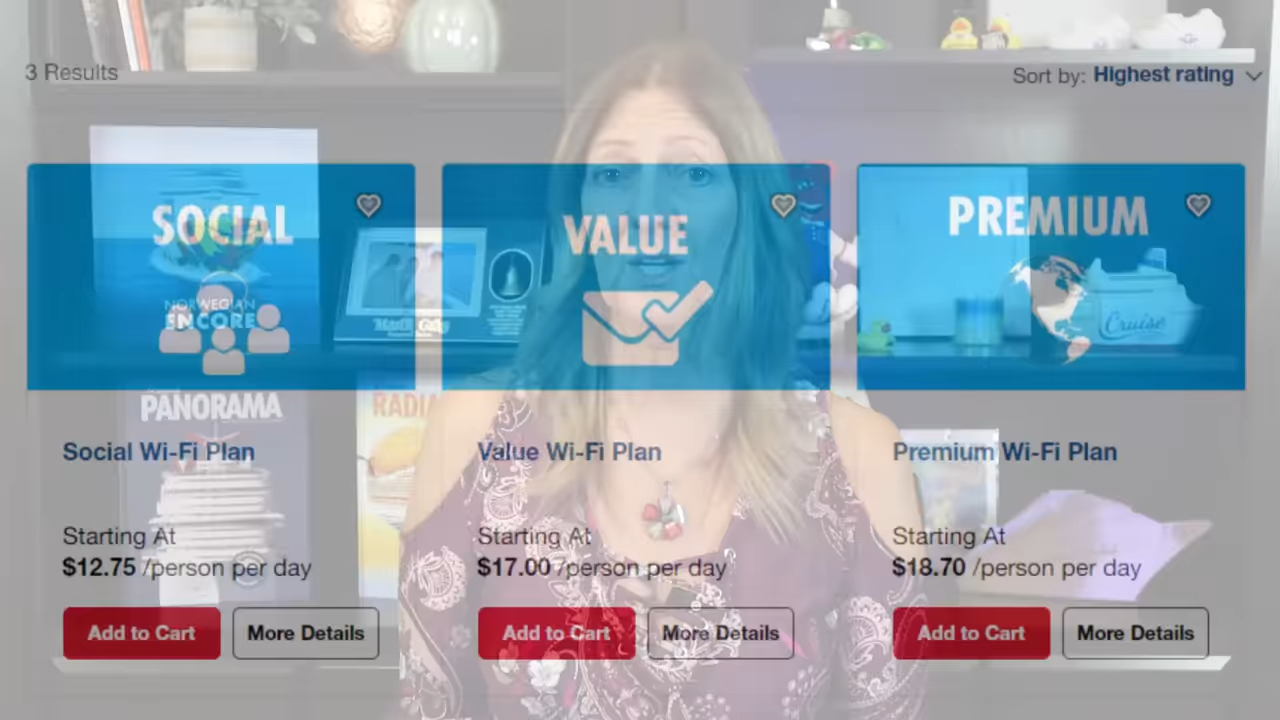 3 Results
Sort by: Highest rating
SOCIAL
VALUE
PREMIUM
NORWEGIAN
ENCORE
Cruise
PANORAMA
RADIA
Social Wi-Fi Plan
Value Wi-Fi Plan
Premium Wi-Fi Plan
Starting At
$12.75 /person per day
Starting At
$17.00 /person per day
Starting At
$18.70 /person per day
Add to Cart
More Details
Add to Cart
More Details
Add to Cart
More Details